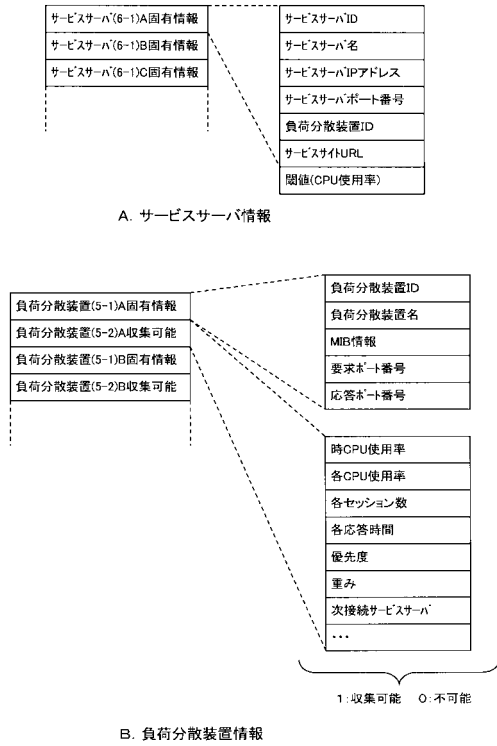 サービスサーバ(6-1)A固有情報
サービスサーバ(6-1)B固有情報
サービスサーバ(6-1)C固有情報
サービスサーバID
サービスサーバ名
サービスサーバIPアドレス
サービスサーバポート番号
負荷分散装置ID
サービスサイトURL
閾値(CPU使用率)
A. サービスサーバ情報
負荷分散装置(5-1)A固有情報
負荷分散装置(5-2)A収集可能
負荷分散装置(5-1)B固有情報
負荷分散装置(5-2)B収集可能
負荷分散装置ID
負荷分散装置名
MIB情報
要求ポート番号
応答ポート番号
時CPU使用率
各CPU使用率
各セッション数
各応答時間
優先度
重み
次接続サービスサーバ
・・・
1:収集可能 0:不可能
B. 負荷分散装置情報